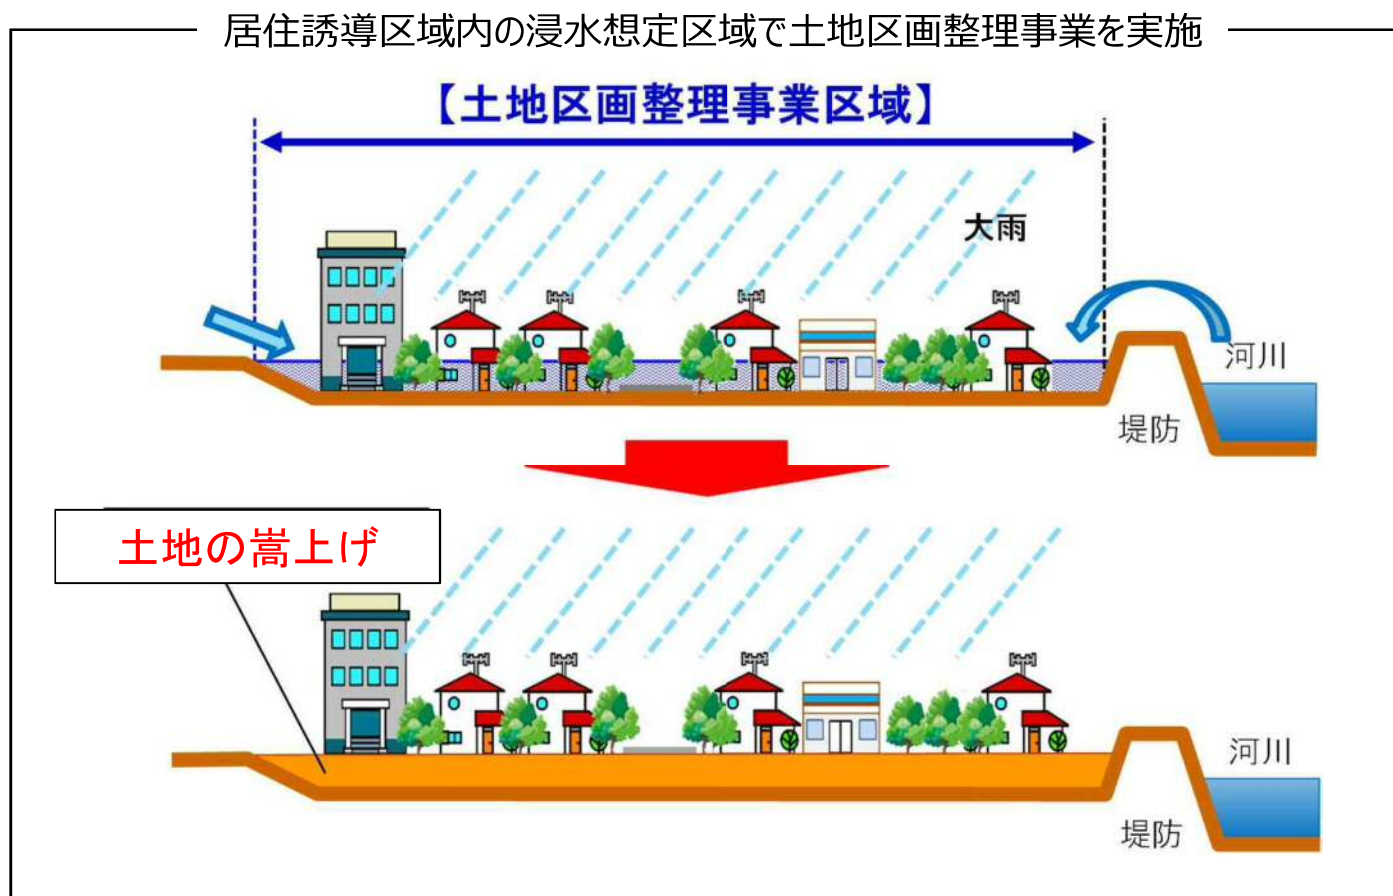 居住誘導区域内の浸水想定区域で土地区画整理事業を実施
【土地区画整理事業区域】
大雨
河川
堤防
土地の嵩上げ
河川
堤防